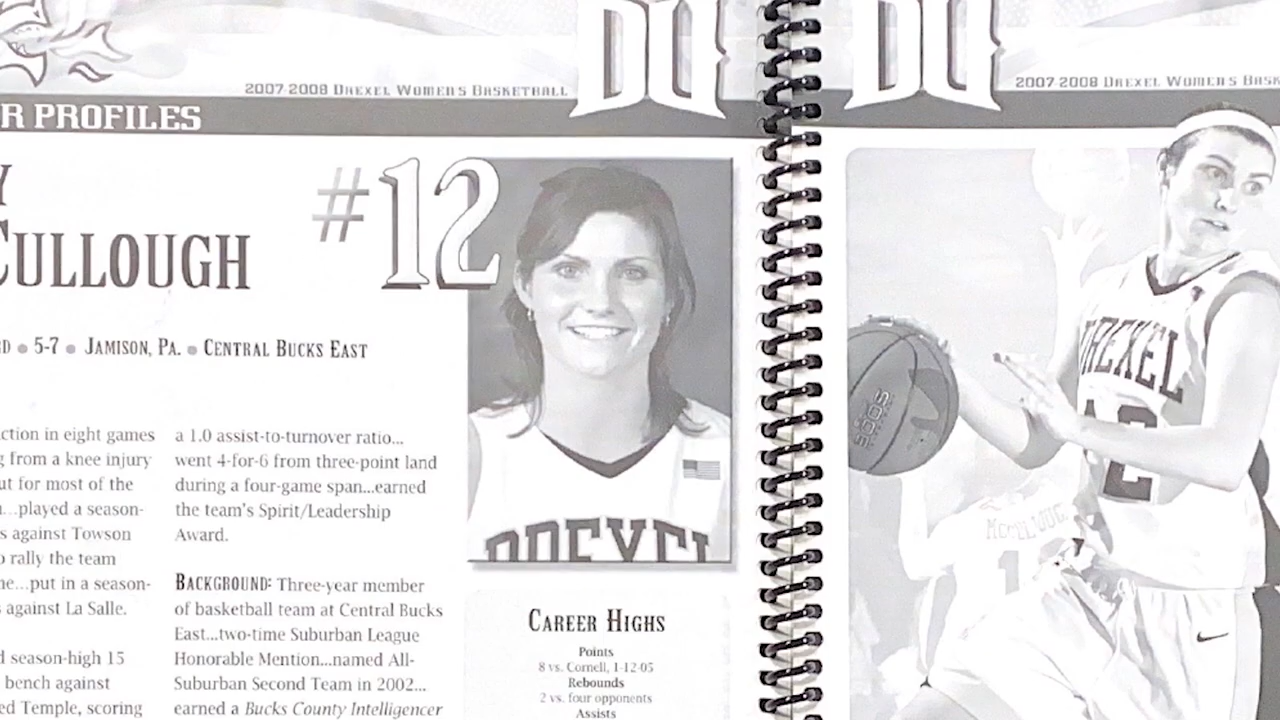 2007-2008 Drexel Women's Basketball
R PROFILES
Y
CULLOUGH
#12
D • 5-7 • JAMISON, PA. • CENTRAL BUCKS EAST
ction in eight games
g from a knee injury
ut for most of the
...played a season-
s against Towson
o rally the team
me...put in a season-
s against La Salle.
d season-high 15
bench again
ed Temple, scoring
a 1.0 assist-to-turnover ratio...
went 4-for-6 from three-point land
during a four-game span...earned
the team's Spirit/Leadership
Award.
BACKGROUND: Three-year member
of basketball team at Central Bucks
East...two-time Suburban League
Honorable Mention...named All-
Suburban Second Team in 2002...
earned a Bucks County Intelligencer
DREXEL
CAREER HIGHS
Points
8 vs. Cornell, 1-12-05
Rebounds
2 vs. four opponents
Assists
2007-2008 Drexel Women's Bask
DREXEL
12